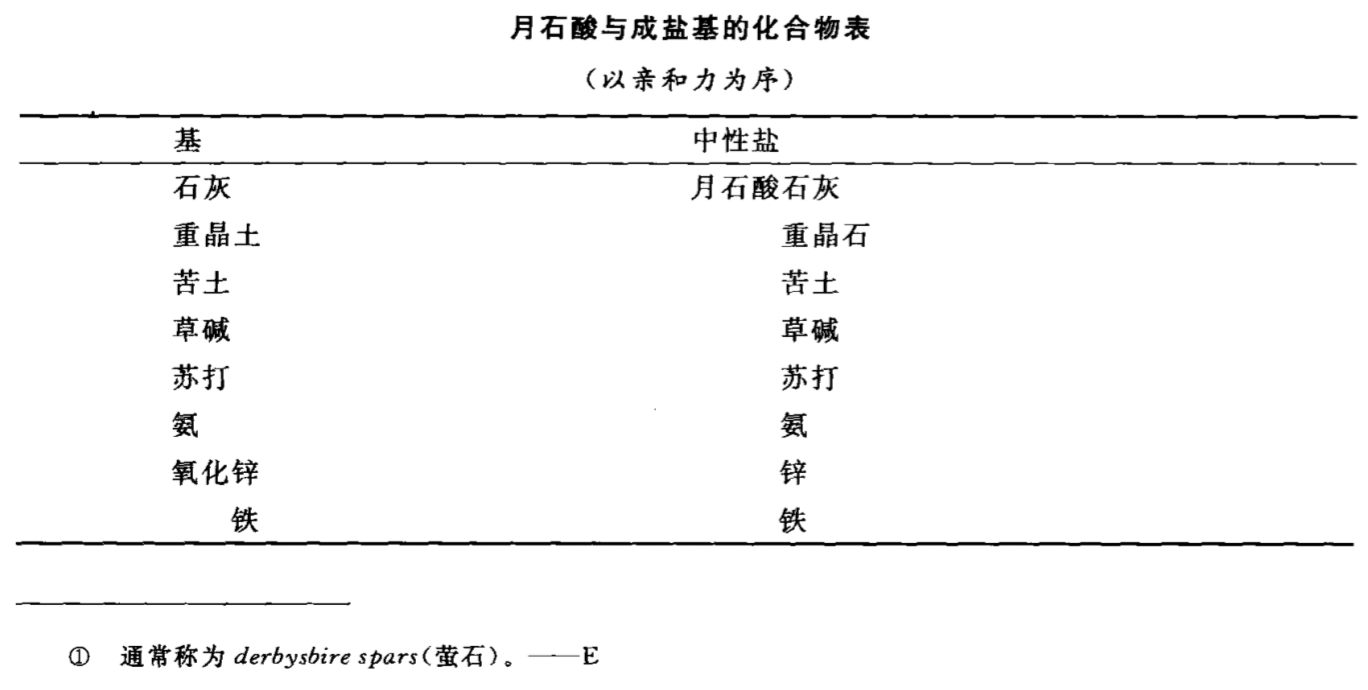 月石酸与成盐基的化合物表
（以亲和力为序）
基 中性盐
石灰 月石酸石灰
重晶土 重晶石
苦土 苦土
草碱 草碱
苏打 苏打
氨 氨
氧化锌 锌
铁 铁
① 通常称为 derbysbire spars（萤石）。——E